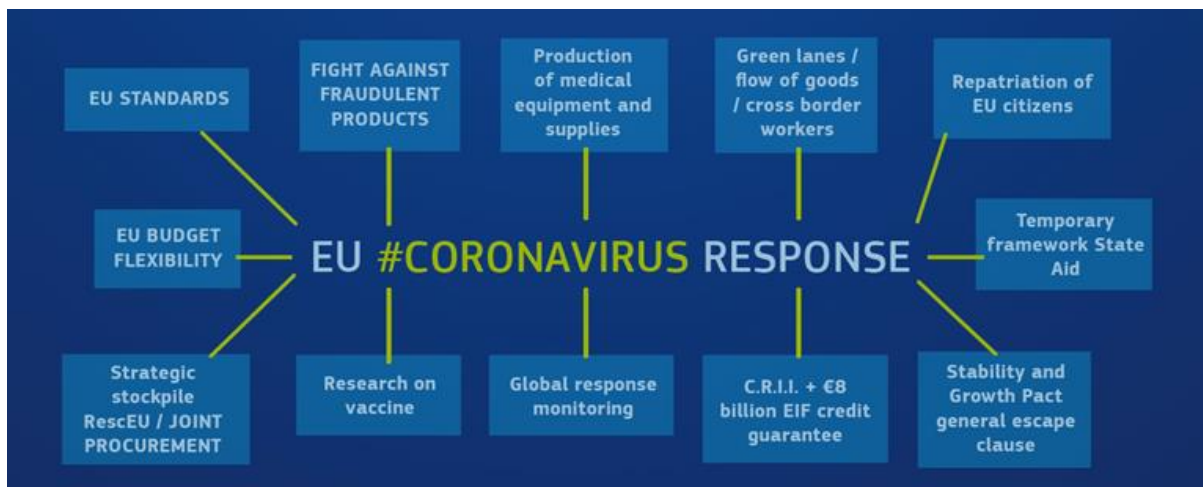 EU STANDARDS
FIGHT AGAINST
FRAUDULENT
PRODUCTS
Production
of medical
equipment and
supplies
Green lanes /
flow of goods
/ cross border
workers
Repatriation of
EU citizens
EU BUDGET
FLEXIBILITY
EU #CORONAVIRUS RESPONSE
Temporary
framework State
Aid
Strategic
stockpile
RescEU / JOINT
PROCUREMENT
Research on
vaccine
Global response
monitoring
C.R.I.I. + €8
billion EIF credit
guarantee
Stability and
Growth Pact
general escape
clause